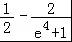 1/2 - 2/(e^4+1)